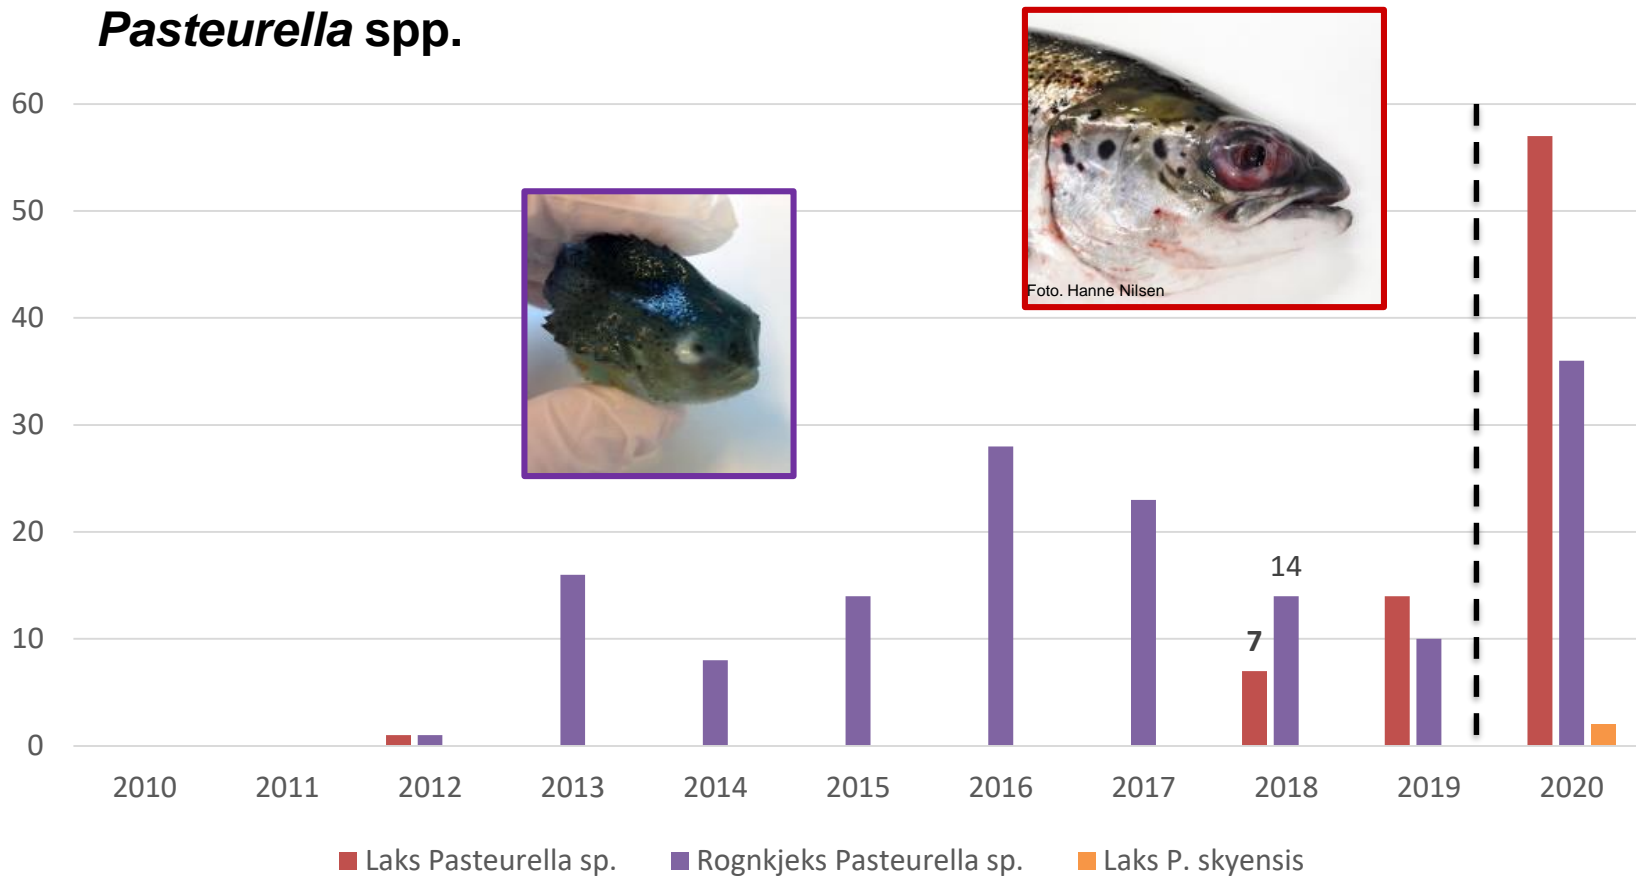 Pasteurella spp.
Foto. Hanne Nilsen
60
50
40
30
20
10
0
7
14
2010 2011 2012 2013 2014 2015 2016 2017 2018 2019 2020
Laks Pasteurella sp. Rognkjeks Pasteurella sp. Laks P. skyensis